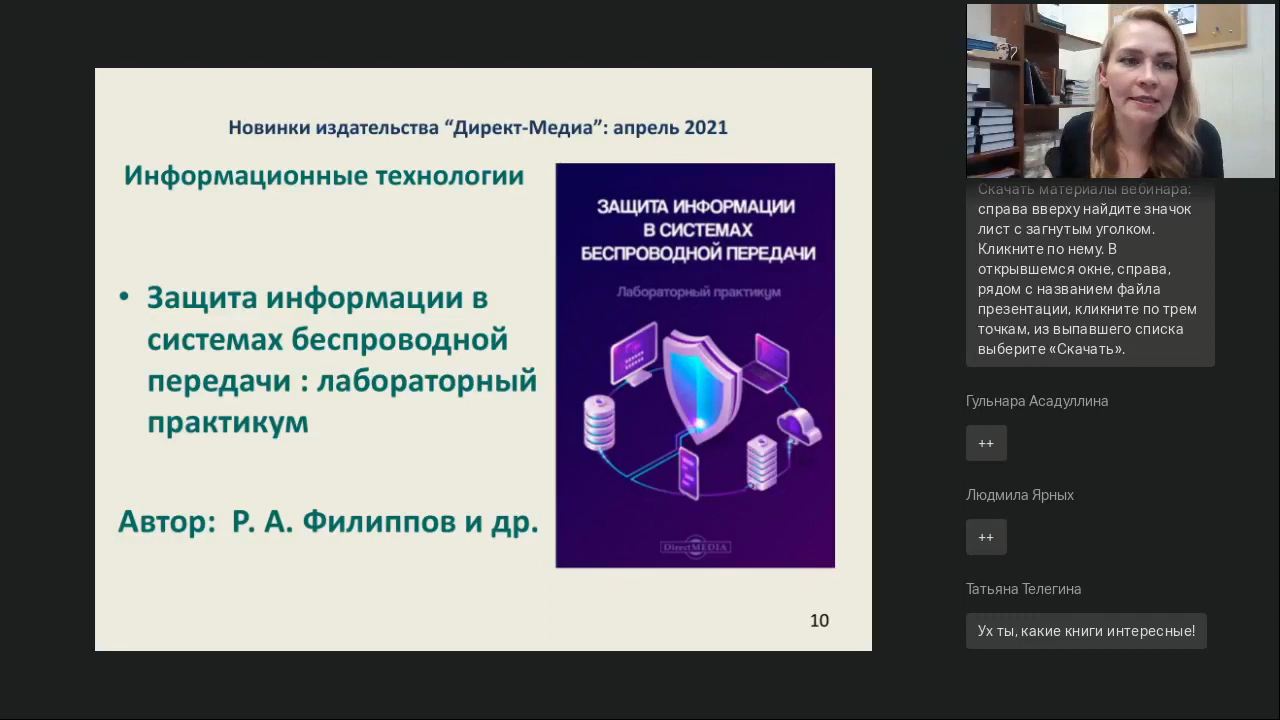 Новинки издательства “Директ-Медиа”: апрель 2021
Информационные технологии
• Защита информации в
системах беспроводной
передачи : лабораторный
практикум
Автор:  Р. А. Филиппов и др.
ЗАЩИТА ИНФОРМАЦИИ
В СИСТЕМАХ
БЕСПРОВОДНОЙ ПЕРЕДАЧИ
Лабораторный практикум
DirectMEDIA
10
Скачать материалы вебинара:
справа вверху найдите значок
лист с загнутым уголком.
Кликните по нему. В
открывшемся окне, справа,
рядом с названием файла
презентации, кликните по трем
точкам, из выпавшего списка
выберите «Скачать».
Гульнара Асадуллина
++
Людмила Ярных
++
Татьяна Телегина
Ух ты, какие книги интересные!